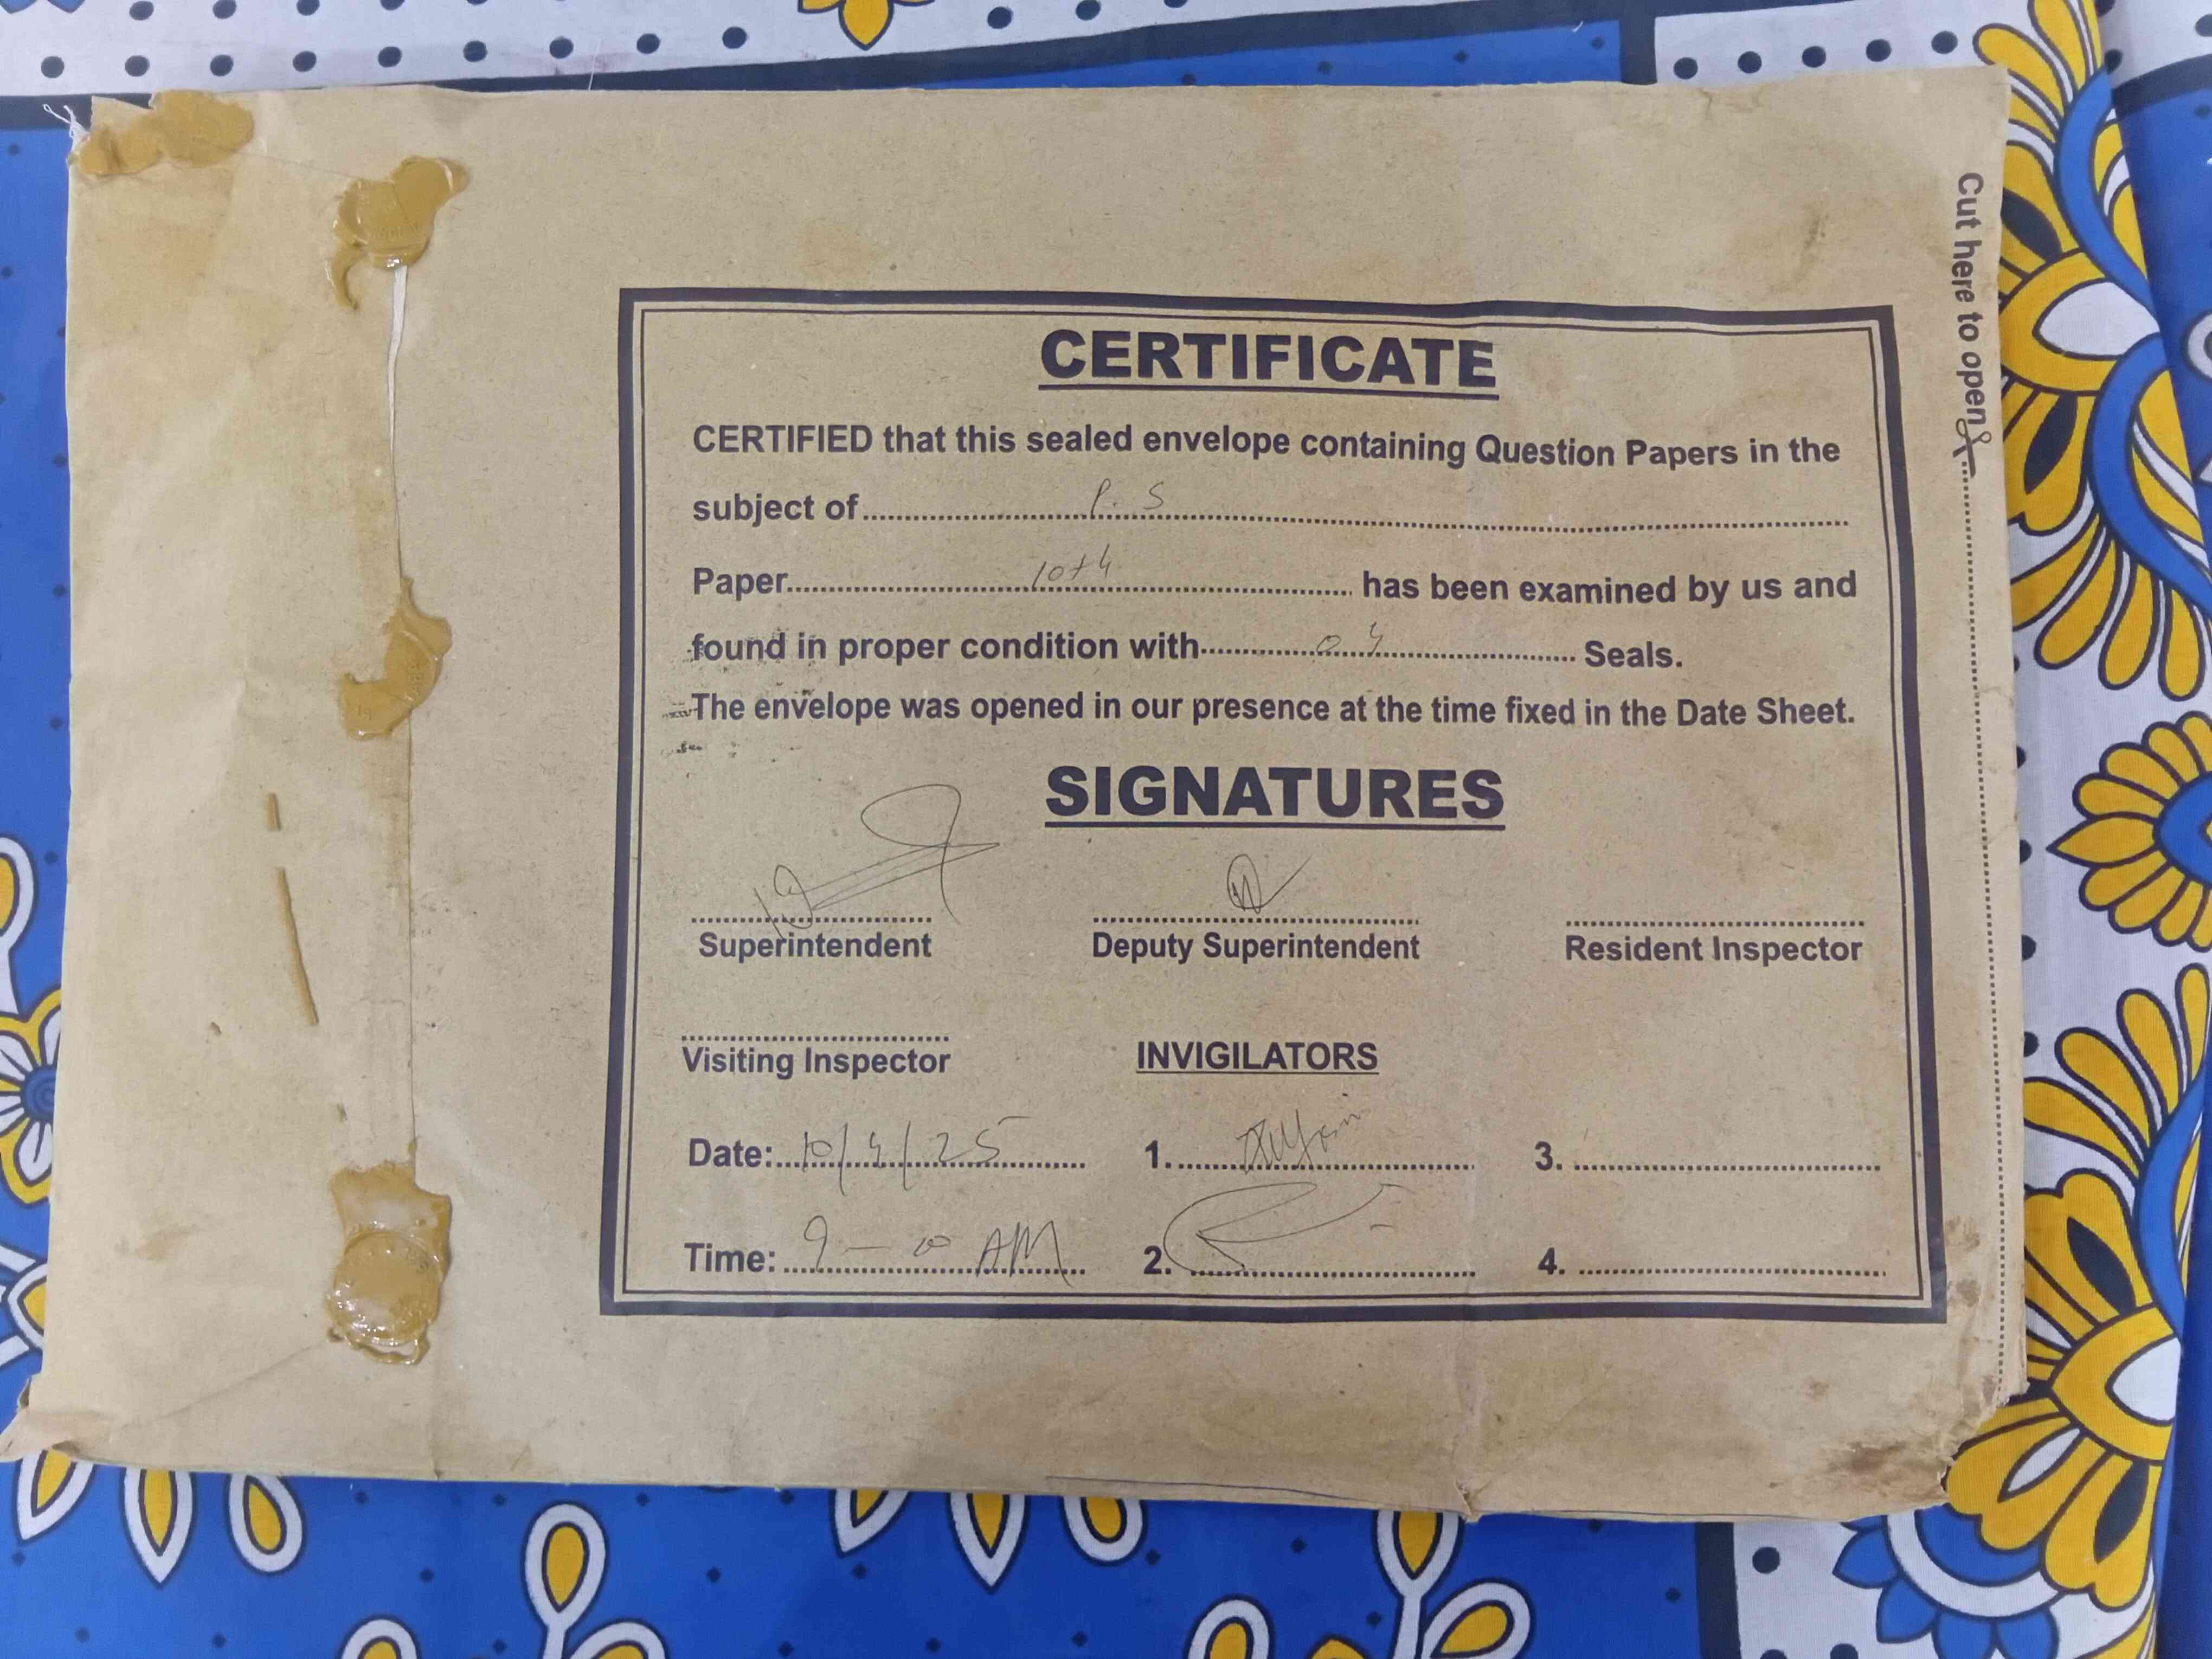 Cut here to open
CERTIFICATE
CERTIFIED that this sealed envelope containing Question Papers in the
subject of P. S
Paper 10th has been examined by us and
found in proper condition with 04 Seals.
The envelope was opened in our presence at the time fixed in the Date Sheet.
SIGNATURES
Superintendent Deputy Superintendent Resident Inspector
Visiting Inspector INVIGILATORS
Date: 10/4/25 1. 3.
Time: 9-00 AM 2. 4.